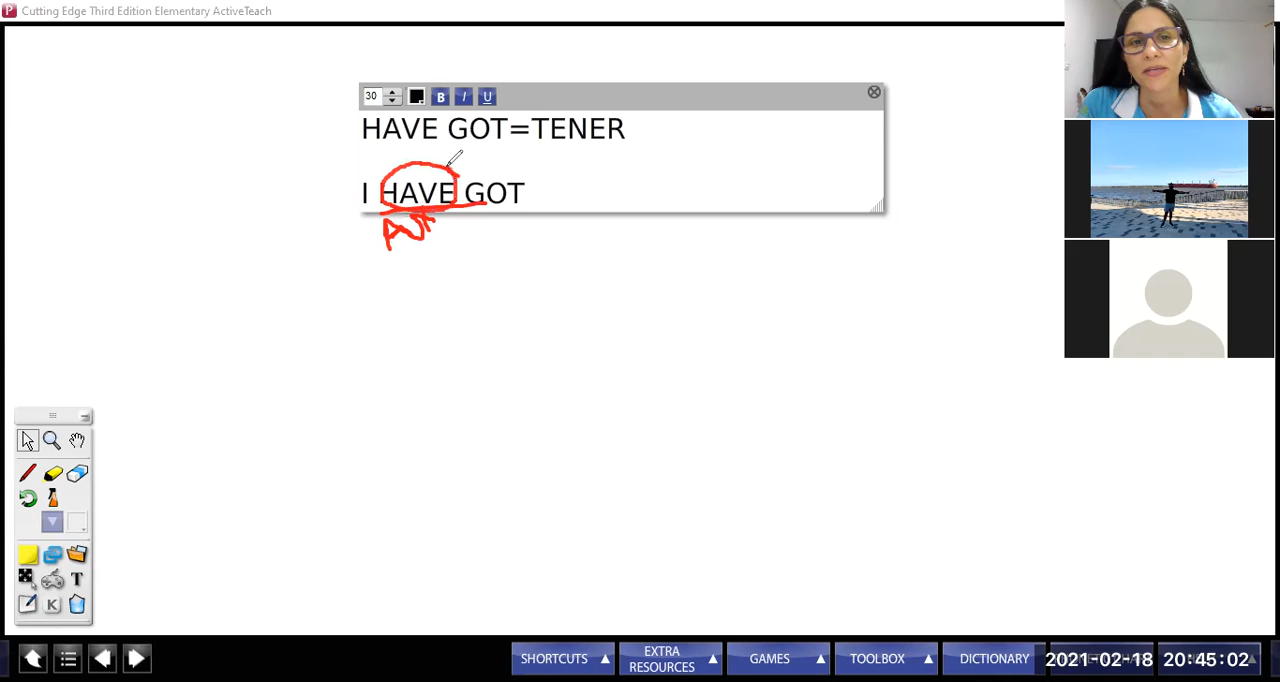 Cutting Edge Third Edition Elementary ActiveTeach
30 B I U
HAVE GOT=TENER
I HAVE GOT
T
K
SHORTCUTS
EXTRA
RESOURCES
GAMES
TOOLBOX
DICTIONARY
2021-02-18 20:45:02